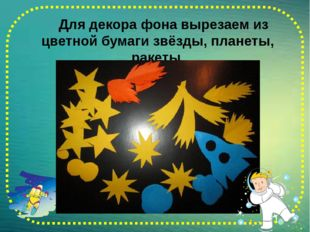 Для декора фона вырезаем из
цветной бумаги звёзды, планеты,
ракеты